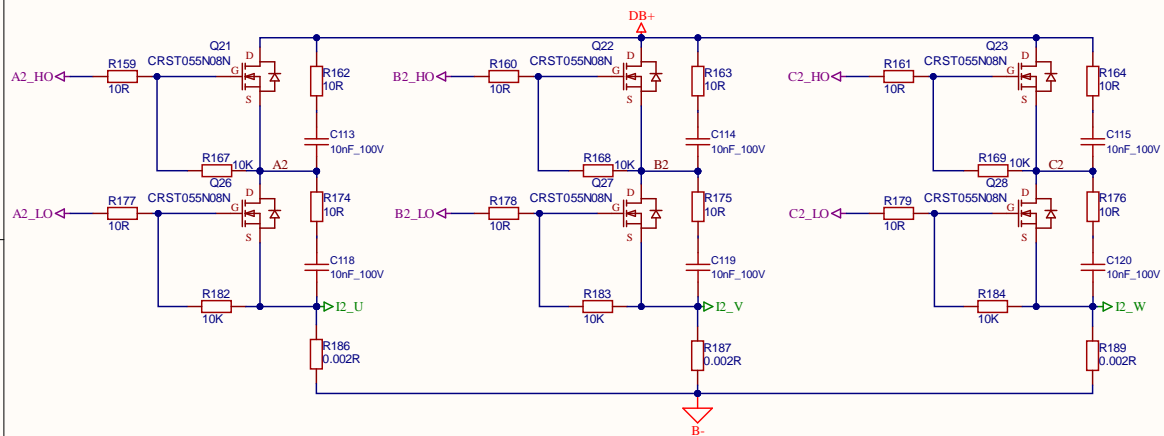 DB+
Q21
CRST055N08N
D
G
S
A2_HO
R159
10R
R162
10R
C113
10nF_100V
R167
10K
A2
Q22
CRST055N08N
D
G
S
B2_HO
R160
10R
R163
10R
C114
10nF_100V
R168
10K
B2
Q23
CRST055N08N
D
G
S
C2_HO
R161
10R
R164
10R
C115
10nF_100V
R169
10K
C2
Q26
CRST055N08N
D
G
S
A2_LO
R177
10R
R174
10R
C118
10nF_100V
R182
10K
I2_U
R186
0.002R
Q27
CRST055N08N
D
G
S
B2_LO
R178
10R
R175
10R
C119
10nF_100V
R183
10K
I2_V
R187
0.002R
Q28
CRST055N08N
D
G
S
C2_LO
R179
10R
R176
10R
C120
10nF_100V
R184
10K
I2_W
R189
0.002R
B-